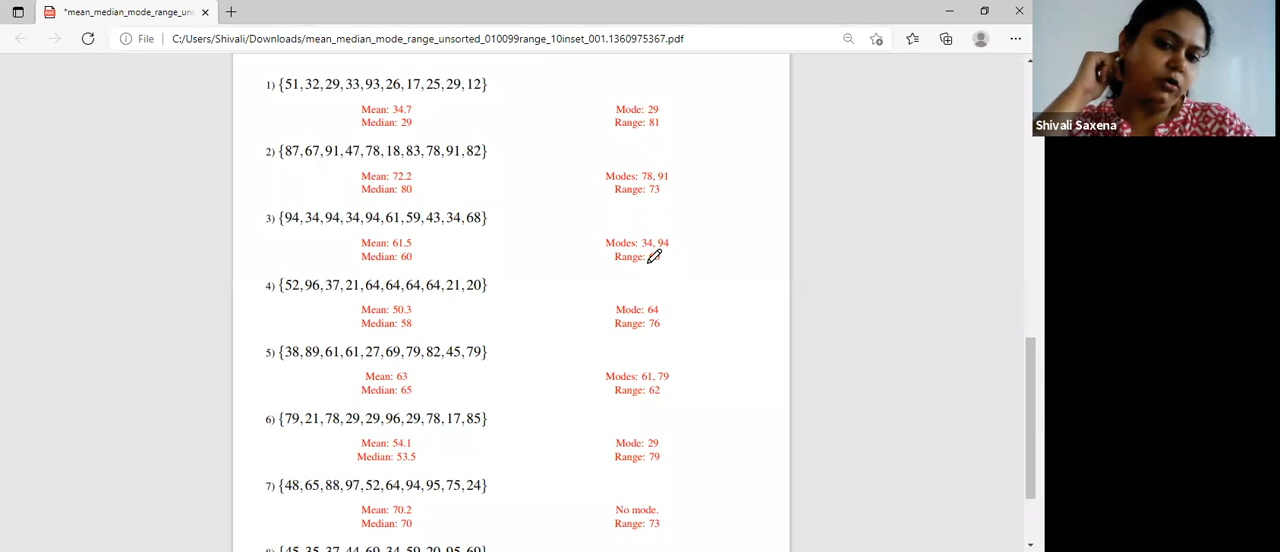 *mean_median_mode_range_uns
File
C:/Users/Shivali/Downloads/mean_median_mode_range_unsorted_010099range_10inset_001.1360975367.pdf
Shivali Saxena
1) {51,32,29,33,93,26,17,25,29,12}
Mean: 34.7 Mode: 29
Median: 29 Range: 81
2) {87,67,91,47,78,18,83,78,91,82}
Mean: 72.2 Modes: 78, 91
Median: 80 Range: 73
3) {94,34,94,34,94,61,59,43,34,68}
Mean: 61.5 Modes: 34, 94
Median: 60 Range:
4) {52,96,37,21,64,64,64,64,21,20}
Mean: 50.3 Mode: 64
Median: 58 Range: 76
5) {38,89,61,61,27,69,79,82,45,79}
Mean: 63 Modes: 61, 79
Median: 65 Range: 62
6) {79,21,78,29,29,96,29,78,17,85}
Mean: 54.1 Mode: 29
Median: 53.5 Range: 79
7) {48,65,88,97,52,64,94,95,75,24}
Mean: 70.2 No mode.
Median: 70 Range: 73